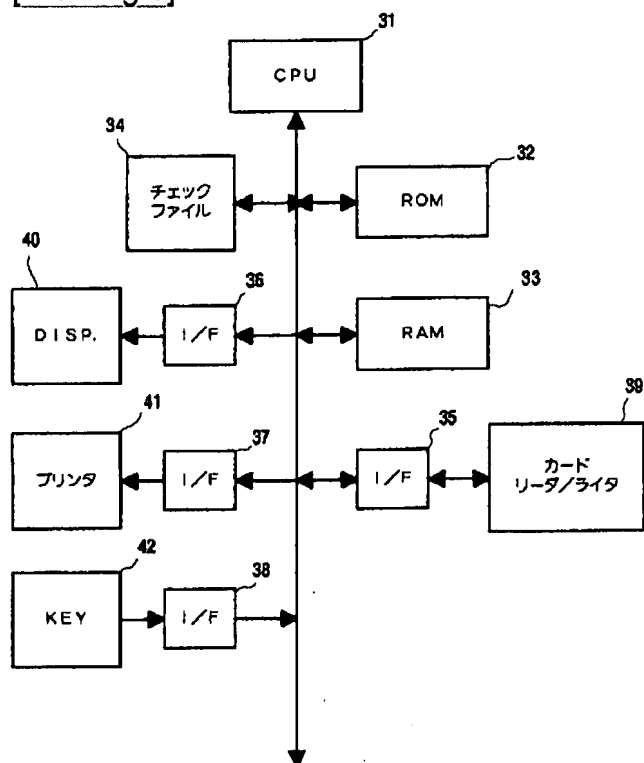 31
CPU
34
チェック
ファイル
32
ROM
40
DISP.
36
I/F
33
RAM
41
プリンタ
37
I/F
35
I/F
39
カード
リーダ/ライタ
42
KEY
38
I/F